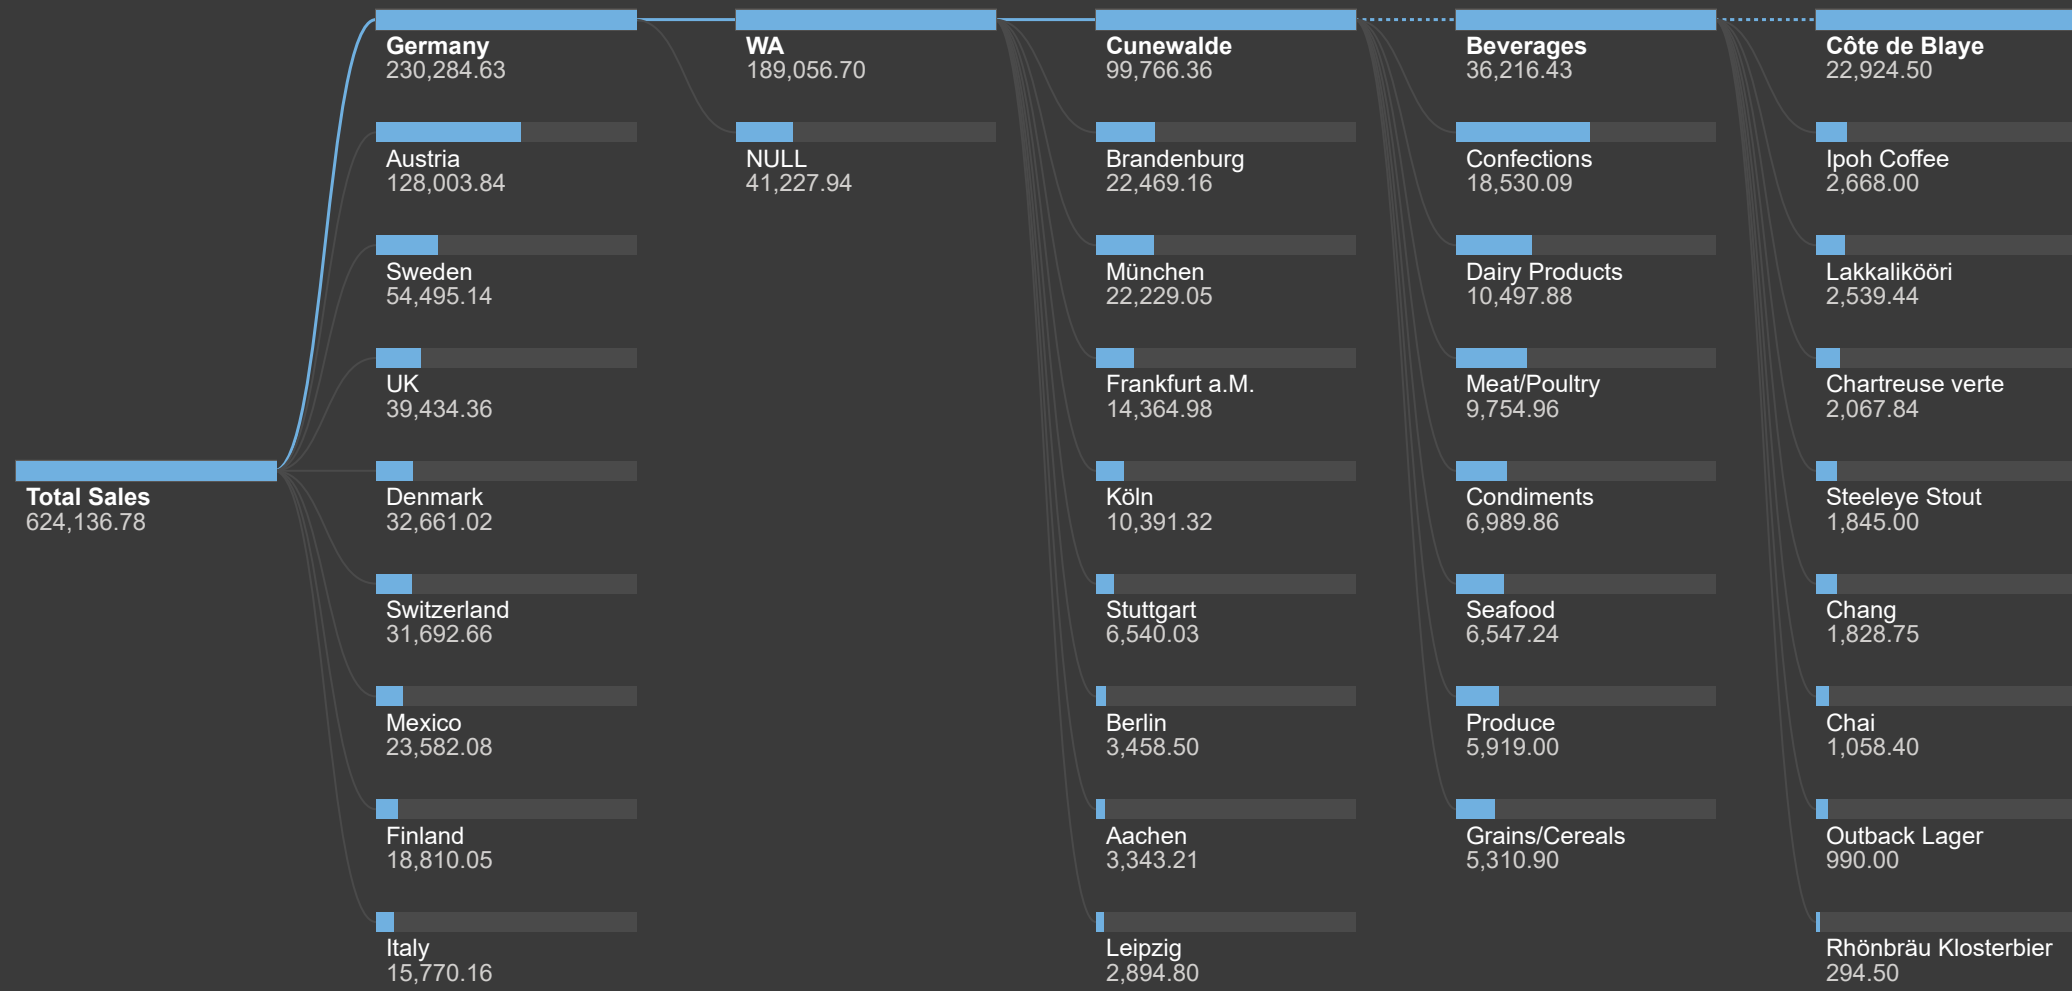 Total Sales
624,136.78
Germany
230,284.63
Austria
128,003.84
Sweden
54,495.14
UK
39,434.36
Denmark
32,661.02
Switzerland
31,692.66
Mexico
23,582.08
Finland
18,810.05
Italy
15,770.16
WA
189,056.70
NULL
41,227.94
Cunewalde
99,766.36
Brandenburg
22,469.16
München
22,229.05
Frankfurt a.M.
14,364.98
Köln
10,391.32
Stuttgart
6,540.03
Berlin
3,458.50
Aachen
3,343.21
Leipzig
2,894.80
Beverages
36,216.43
Confections
18,530.09
Dairy Products
10,497.88
Meat/Poultry
9,754.96
Condiments
6,989.86
Seafood
6,547.24
Produce
5,919.00
Grains/Cereals
5,310.90
Côte de Blaye
22,924.50
Ipoh Coffee
2,668.00
Lakkalikööri
2,539.44
Chartreuse verte
2,067.84
Steeleye Stout
1,845.00
Chang
1,828.75
Chai
1,058.40
Outback Lager
990.00
Rhönbräu Klosterbier
294.50